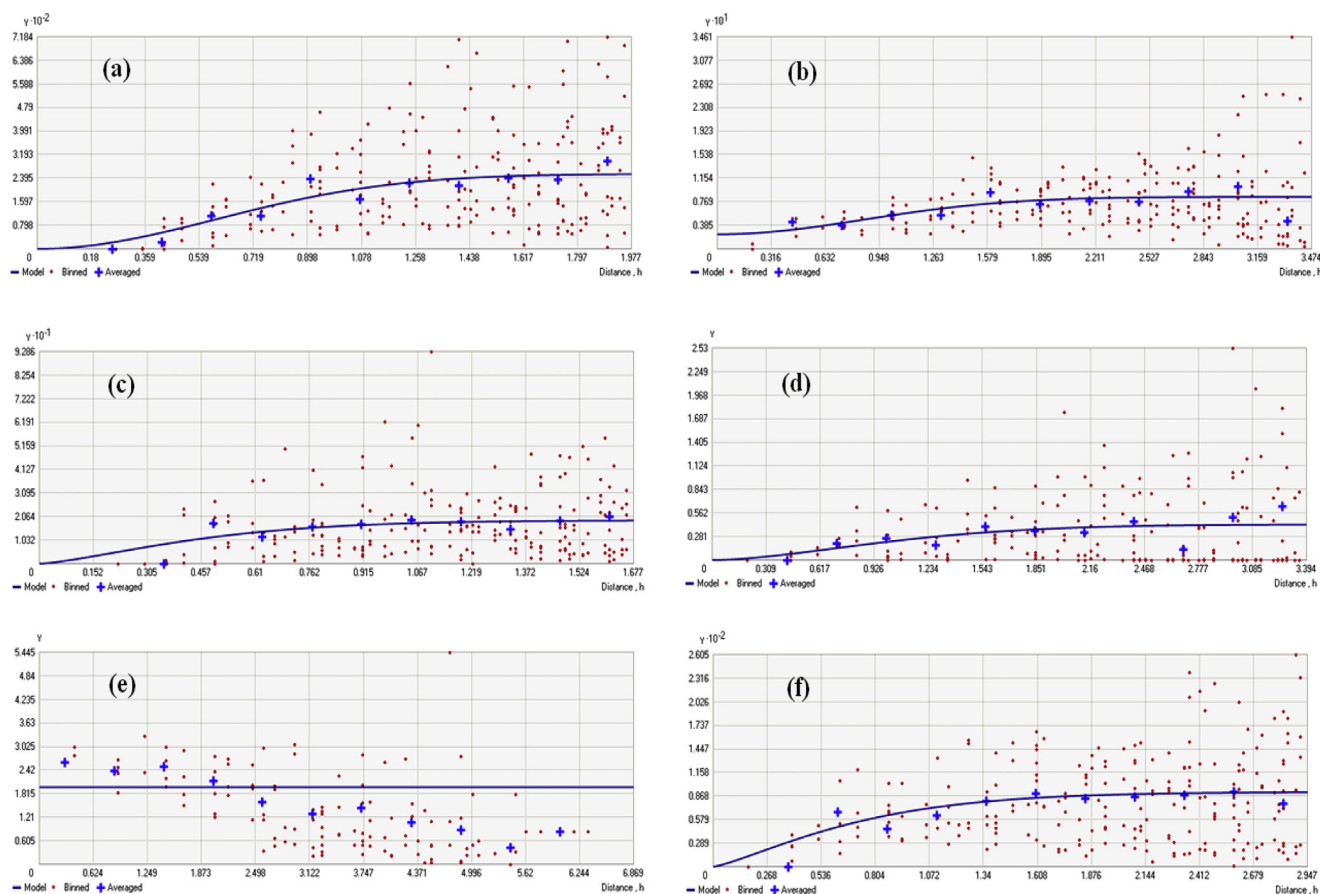 γ·10⁻²
7.184
6.386
5.598
4.79
3.991
3.193
2.395
1.597
0.798
(a)
0 0.18 0.359 0.539 0.719 0.898 1.078 1.258 1.438 1.617 1.797 1.977
Distance , h
Model Binned Averaged
γ·10¹
3.461
3.077
2.692
2.308
1.923
1.538
1.154
0.769
0.385
(b)
0 0.316 0.632 0.948 1.263 1.579 1.895 2.211 2.527 2.843 3.159 3.474
Distance , h
Model Binned Averaged
γ·10⁻¹
9.286
8.254
7.222
6.191
5.159
4.127
3.095
2.064
1.032
(c)
0 0.152 0.305 0.457 0.61 0.762 0.915 1.067 1.219 1.372 1.524 1.677
Distance , h
Model Binned Averaged
γ
2.53
2.249
1.968
1.687
1.405
1.124
0.843
0.562
0.281
(d)
0 0.309 0.617 0.926 1.234 1.543 1.851 2.16 2.468 2.777 3.085 3.394
Distance , h
Model Binned Averaged
γ
5.445
4.84
4.235
3.63
3.025
2.42
1.815
1.21
0.605
(e)
0 0.624 1.249 1.873 2.498 3.122 3.747 4.371 4.996 5.62 6.244 6.869
Distance , h
Model Binned Averaged
γ·10⁻²
2.605
2.316
2.026
1.737
1.447
1.158
0.868
0.579
0.289
(f)
0 0.268 0.536 0.804 1.072 1.34 1.608 1.876 2.144 2.412 2.679 2.947
Distance , h
Model Binned Averaged